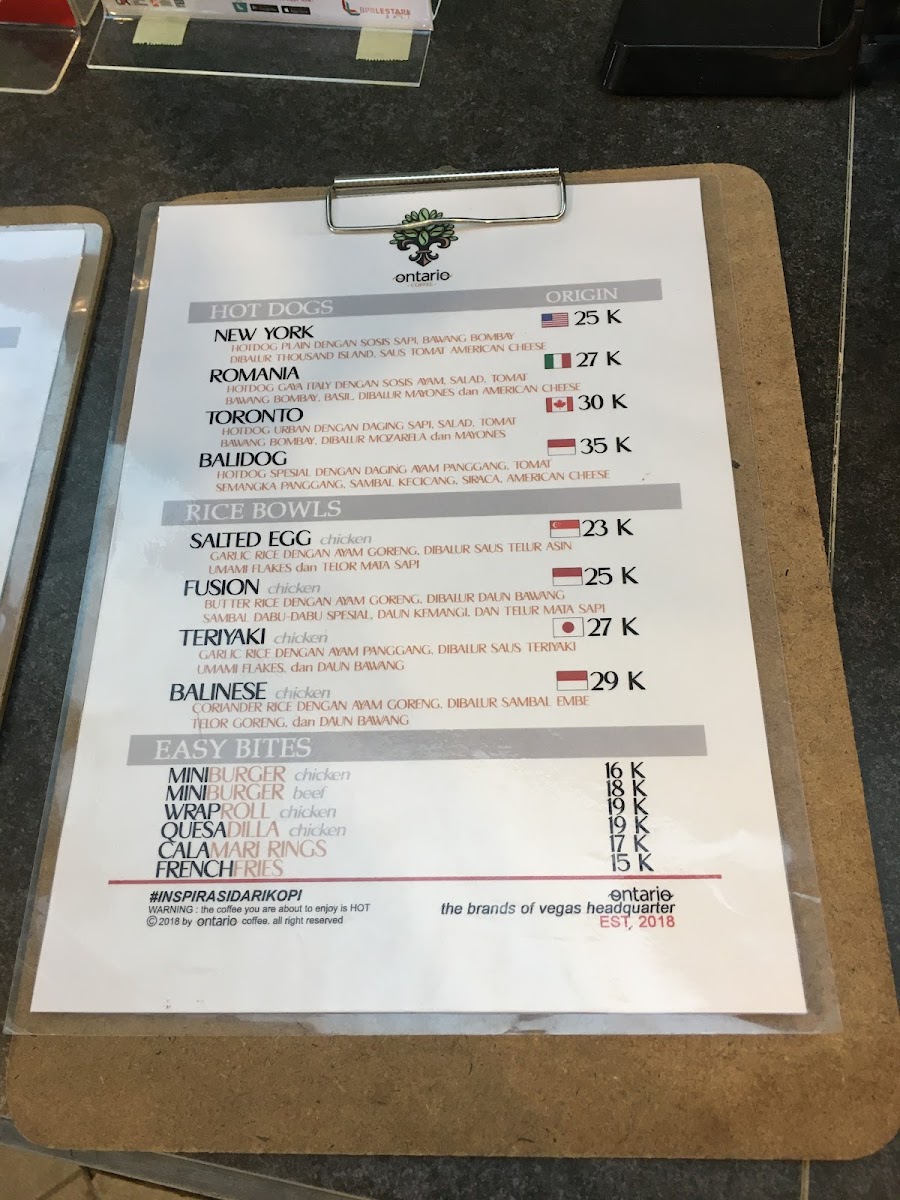 ontario
COFFEE
HOT DOGS ORIGIN
NEW YORK 25 K
HOTDOG PLAIN DENGAN SOSIS SAPI, BAWANG BOMBAY
DIBALUR THOUSAND ISLAND, SAUS TOMAT AMERICAN CHEESE
ROMANIA 27 K
HOTDOG GAYA ITALY DENGAN SOSIS AYAM, SALAD, TOMAT
BAWANG BOMBAY, BASIL, DIBALUR MAYONES dan AMERICAN CHEESE
TORONTO 30 K
HOTDOG URBAN DENGAN DAGING SAPI, SALAD, TOMAT
BAWANG BOMBAY, DIBALUR MOZARELA dan MAYONES
BALIDOG 35 K
HOTDOG SPESIAL DENGAN DAGING AYAM PANGGANG, TOMAT
SEMANGKA PANGGANG, SAMBAL KECICANG, SIRACA, AMERICAN CHEESE
RICE BOWLS
SALTED EGG chicken 23 K
GARLIC RICE DENGAN AYAM GORENG, DIBALUR SAUS TELUR ASIN
UMAMI FLAKES dan TELOR MATA SAPI
FUSION chicken 25 K
BUTTER RICE DENGAN AYAM GORENG, DIBALUR DAUN BAWANG
SAMBAL DABU-DABU SPESIAL, DAUN KEMANGI, DAN TELUR MATA SAPI
TERIYAKI chicken 27 K
GARLIC RICE DENGAN AYAM PANGGANG, DIBALUR SAUS TERIYAKI
UMAMI FLAKES, dan DAUN BAWANG
BALINESE chicken 29 K
CORIANDER RICE DENGAN AYAM GORENG, DIBALUR SAMBAL EMBE
TELOR GORENG, dan DAUN BAWANG
EASY BITES
MINIBURGER chicken 16 K
MINIBURGER beef 18 K
WRAPROLL chicken 19 K
QUESADILLA chicken 19 K
CALAMARI RINGS 17 K
FRENCHFRIES 15 K
#INSPIRASIDARIKOPI
WARNING : the coffee you are about to enjoy is HOT
© 2018 by ontario coffee. all right reserved
ontario
the brands of vegas headquarter
EST, 2018